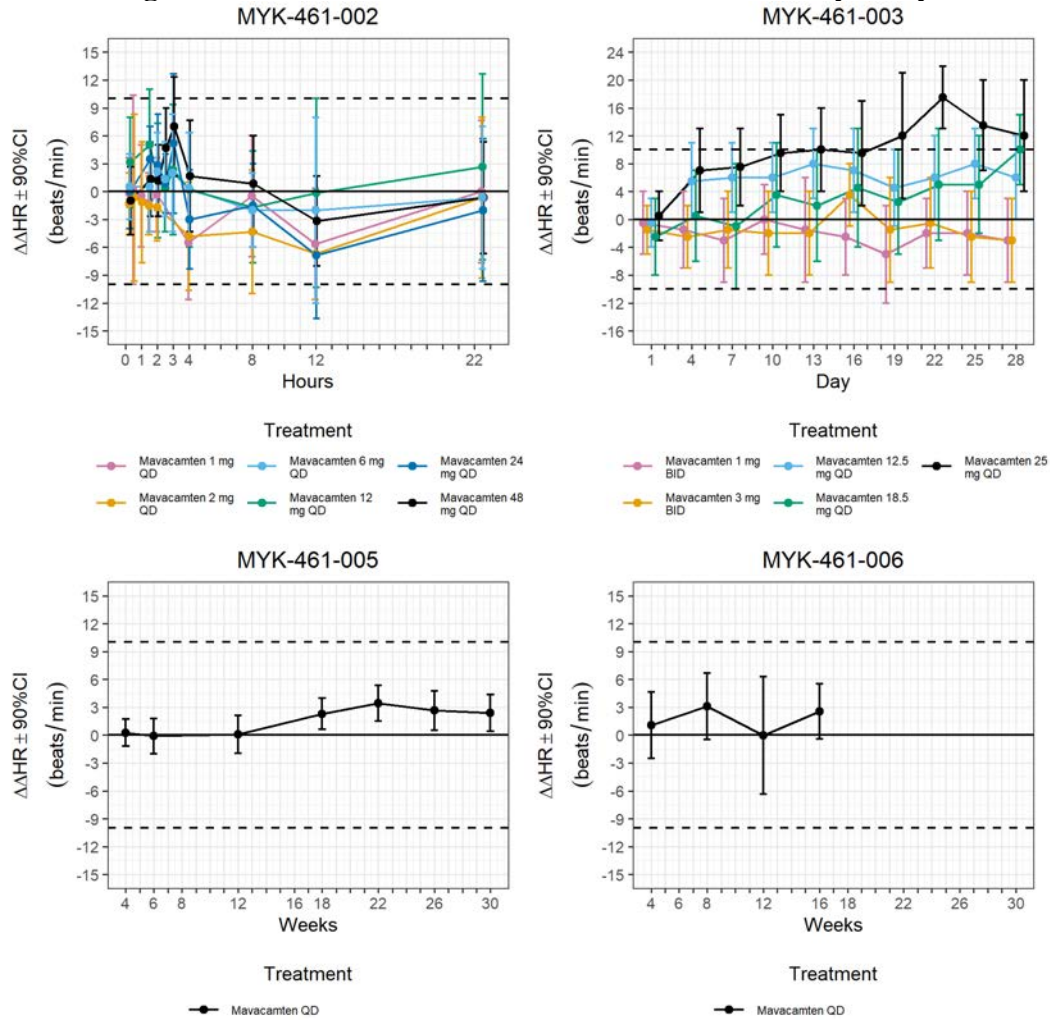 MYK-461-002
ΔΔHR ± 90%CI
(beats/min)
15
12
9
6
3
0
-3
-6
-9
-12
-15
0 1 2 3 4 8 12 22
Hours
Treatment
Mavacamten 1 mg QD
Mavacamten 6 mg QD
Mavacamten 24 mg QD
Mavacamten 2 mg QD
Mavacamten 12 mg QD
Mavacamten 48 mg QD
MYK-461-003
ΔΔHR ± 90%CI
(beats/min)
24
20
16
12
8
4
0
-4
-8
-12
-16
1 4 7 10 13 16 19 22 25 28
Day
Treatment
Mavacamten 1 mg BID
Mavacamten 12.5 mg QD
Mavacamten 25 mg QD
Mavacamten 3 mg BID
Mavacamten 18.5 mg QD
MYK-461-005
ΔΔHR ± 90%CI
(beats/min)
15
12
9
6
3
0
-3
-6
-9
-12
-15
4 6 8 12 16 18 22 26 30
Weeks
Treatment
Mavacamten QD
MYK-461-006
ΔΔHR ± 90%CI
(beats/min)
15
12
9
6
3
0
-3
-6
-9
-12
-15
4 6 8 12 16 18 22 26 30
Weeks
Treatment
Mavacamten QD